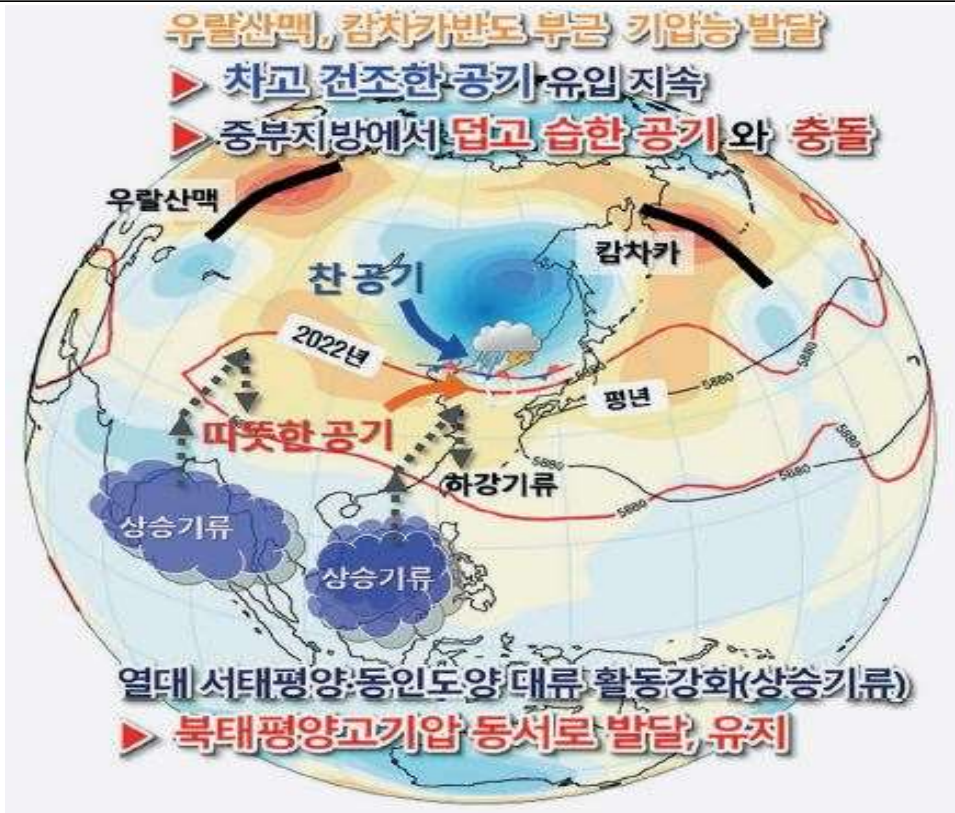 우랄산맥, 캄차카반도 부근 기압능 발달
▶ 차고 건조한 공기 유입 지속
▶ 중부지방에서 덥고 습한 공기 와 충돌
우랄산맥
캄차카
찬 공기
2022년
5880
평년
5880
5880
따뜻한 공기
5880
5880
5880
하강기류
5880
상승기류
상승기류
열대 서태평양·동인도양 대류 활동강화(상승기류)
▶ 북태평양고기압 동서로 발달, 유지